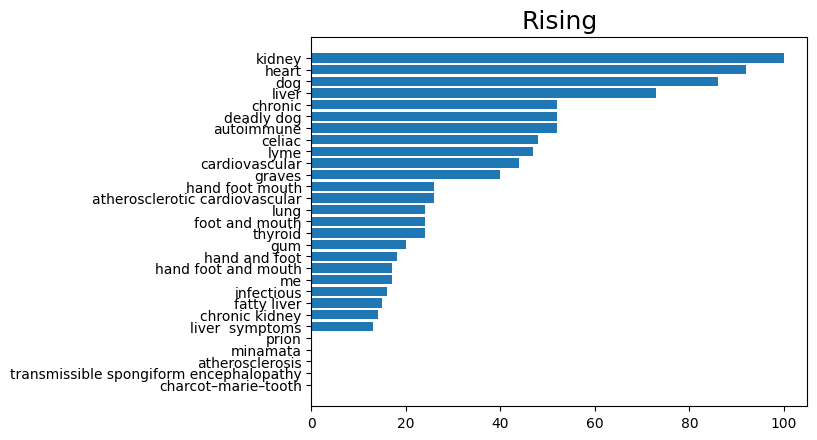 Rising
kidney
heart
dog
liver
chronic
deadly dog
autoimmune
celiac
lyme
cardiovascular
graves
hand foot mouth
atherosclerotic cardiovascular
lung
foot and mouth
thyroid
gum
hand and foot
hand foot and mouth
me
infectious
fatty liver
chronic kidney
liver  symptoms
prion
minamata
atherosclerosis
transmissible spongiform encephalopathy
charcot–marie–tooth
0 20 40 60 80 100